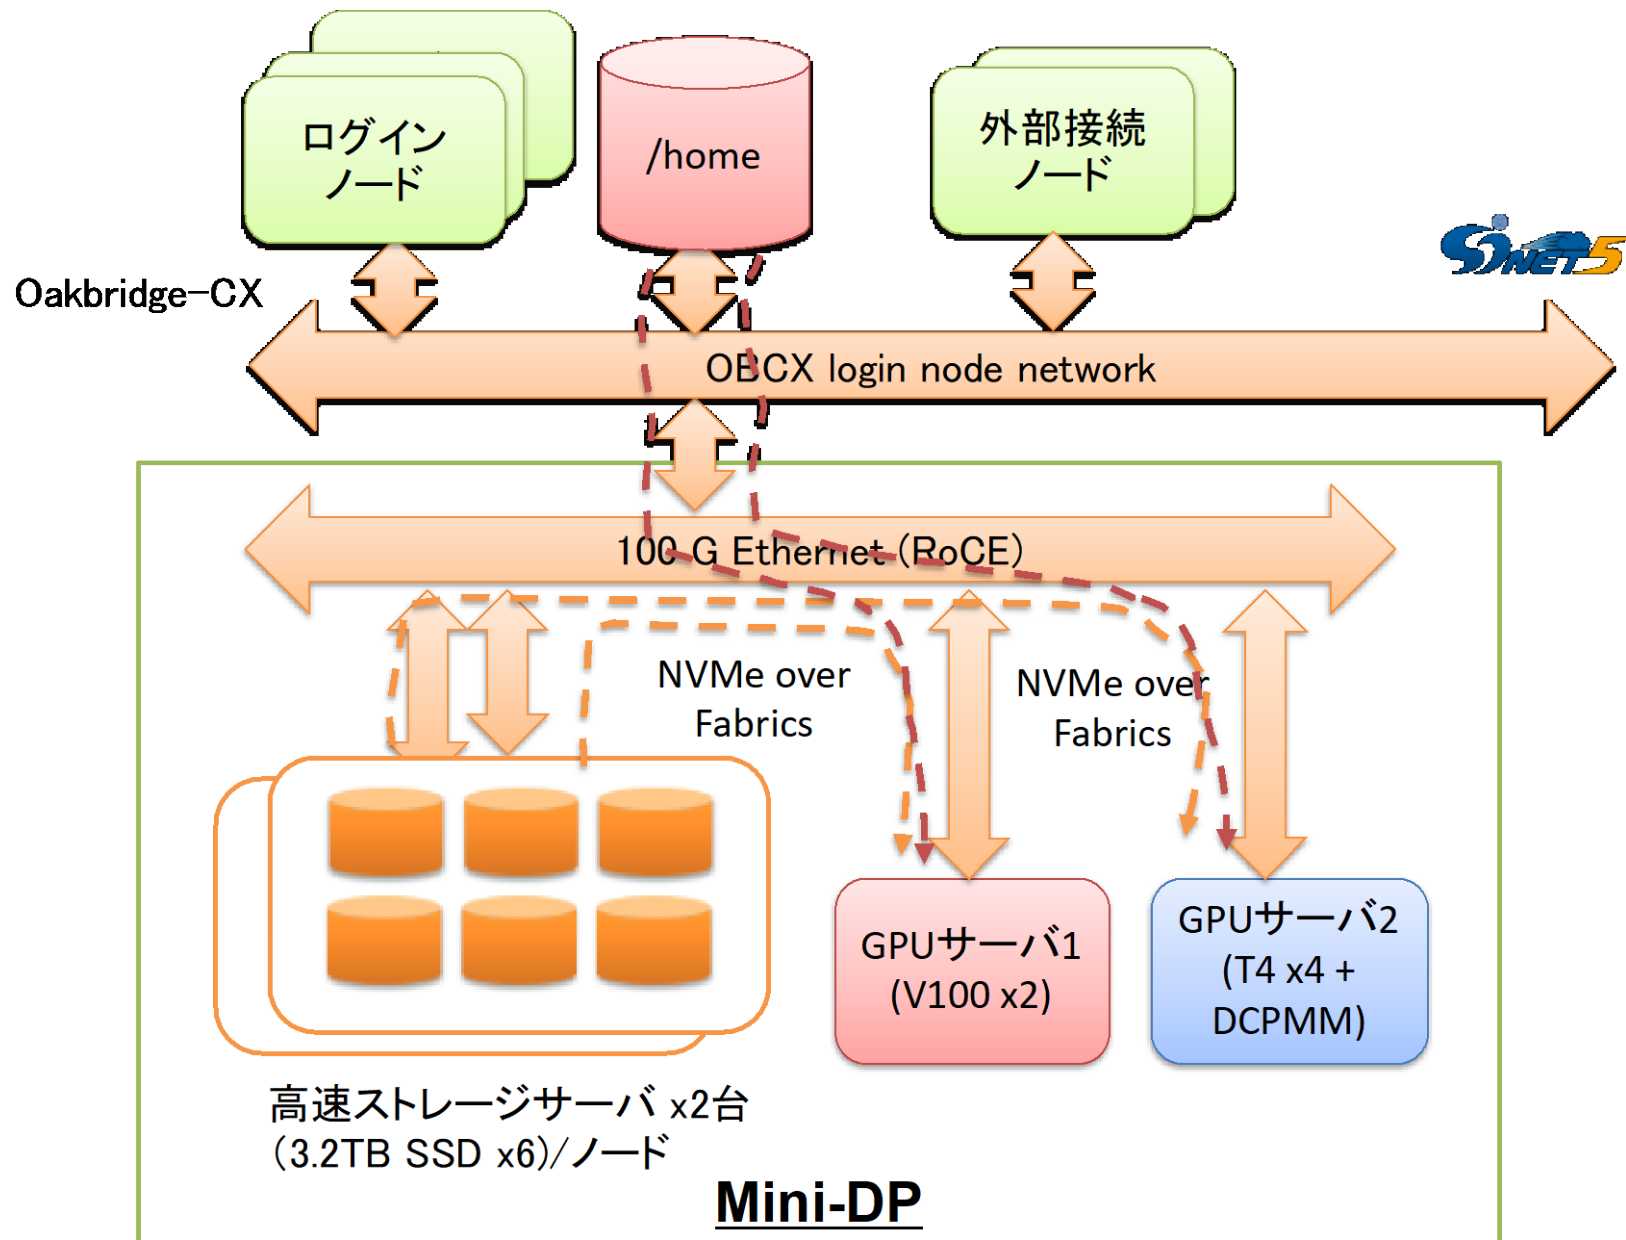 ログイン
ノード
/home
外部接続
ノード
SINET5
Oakbridge-CX
OBCX login node network
100 G Ethernet (RoCE)
NVMe over
Fabrics
NVMe over
Fabrics
GPUサーバ1
(V100 x2)
GPUサーバ2
(T4 x4 +
DCPMM)
高速ストレージサーバ x2台
(3.2TB SSD x6)/ノード
Mini-DP